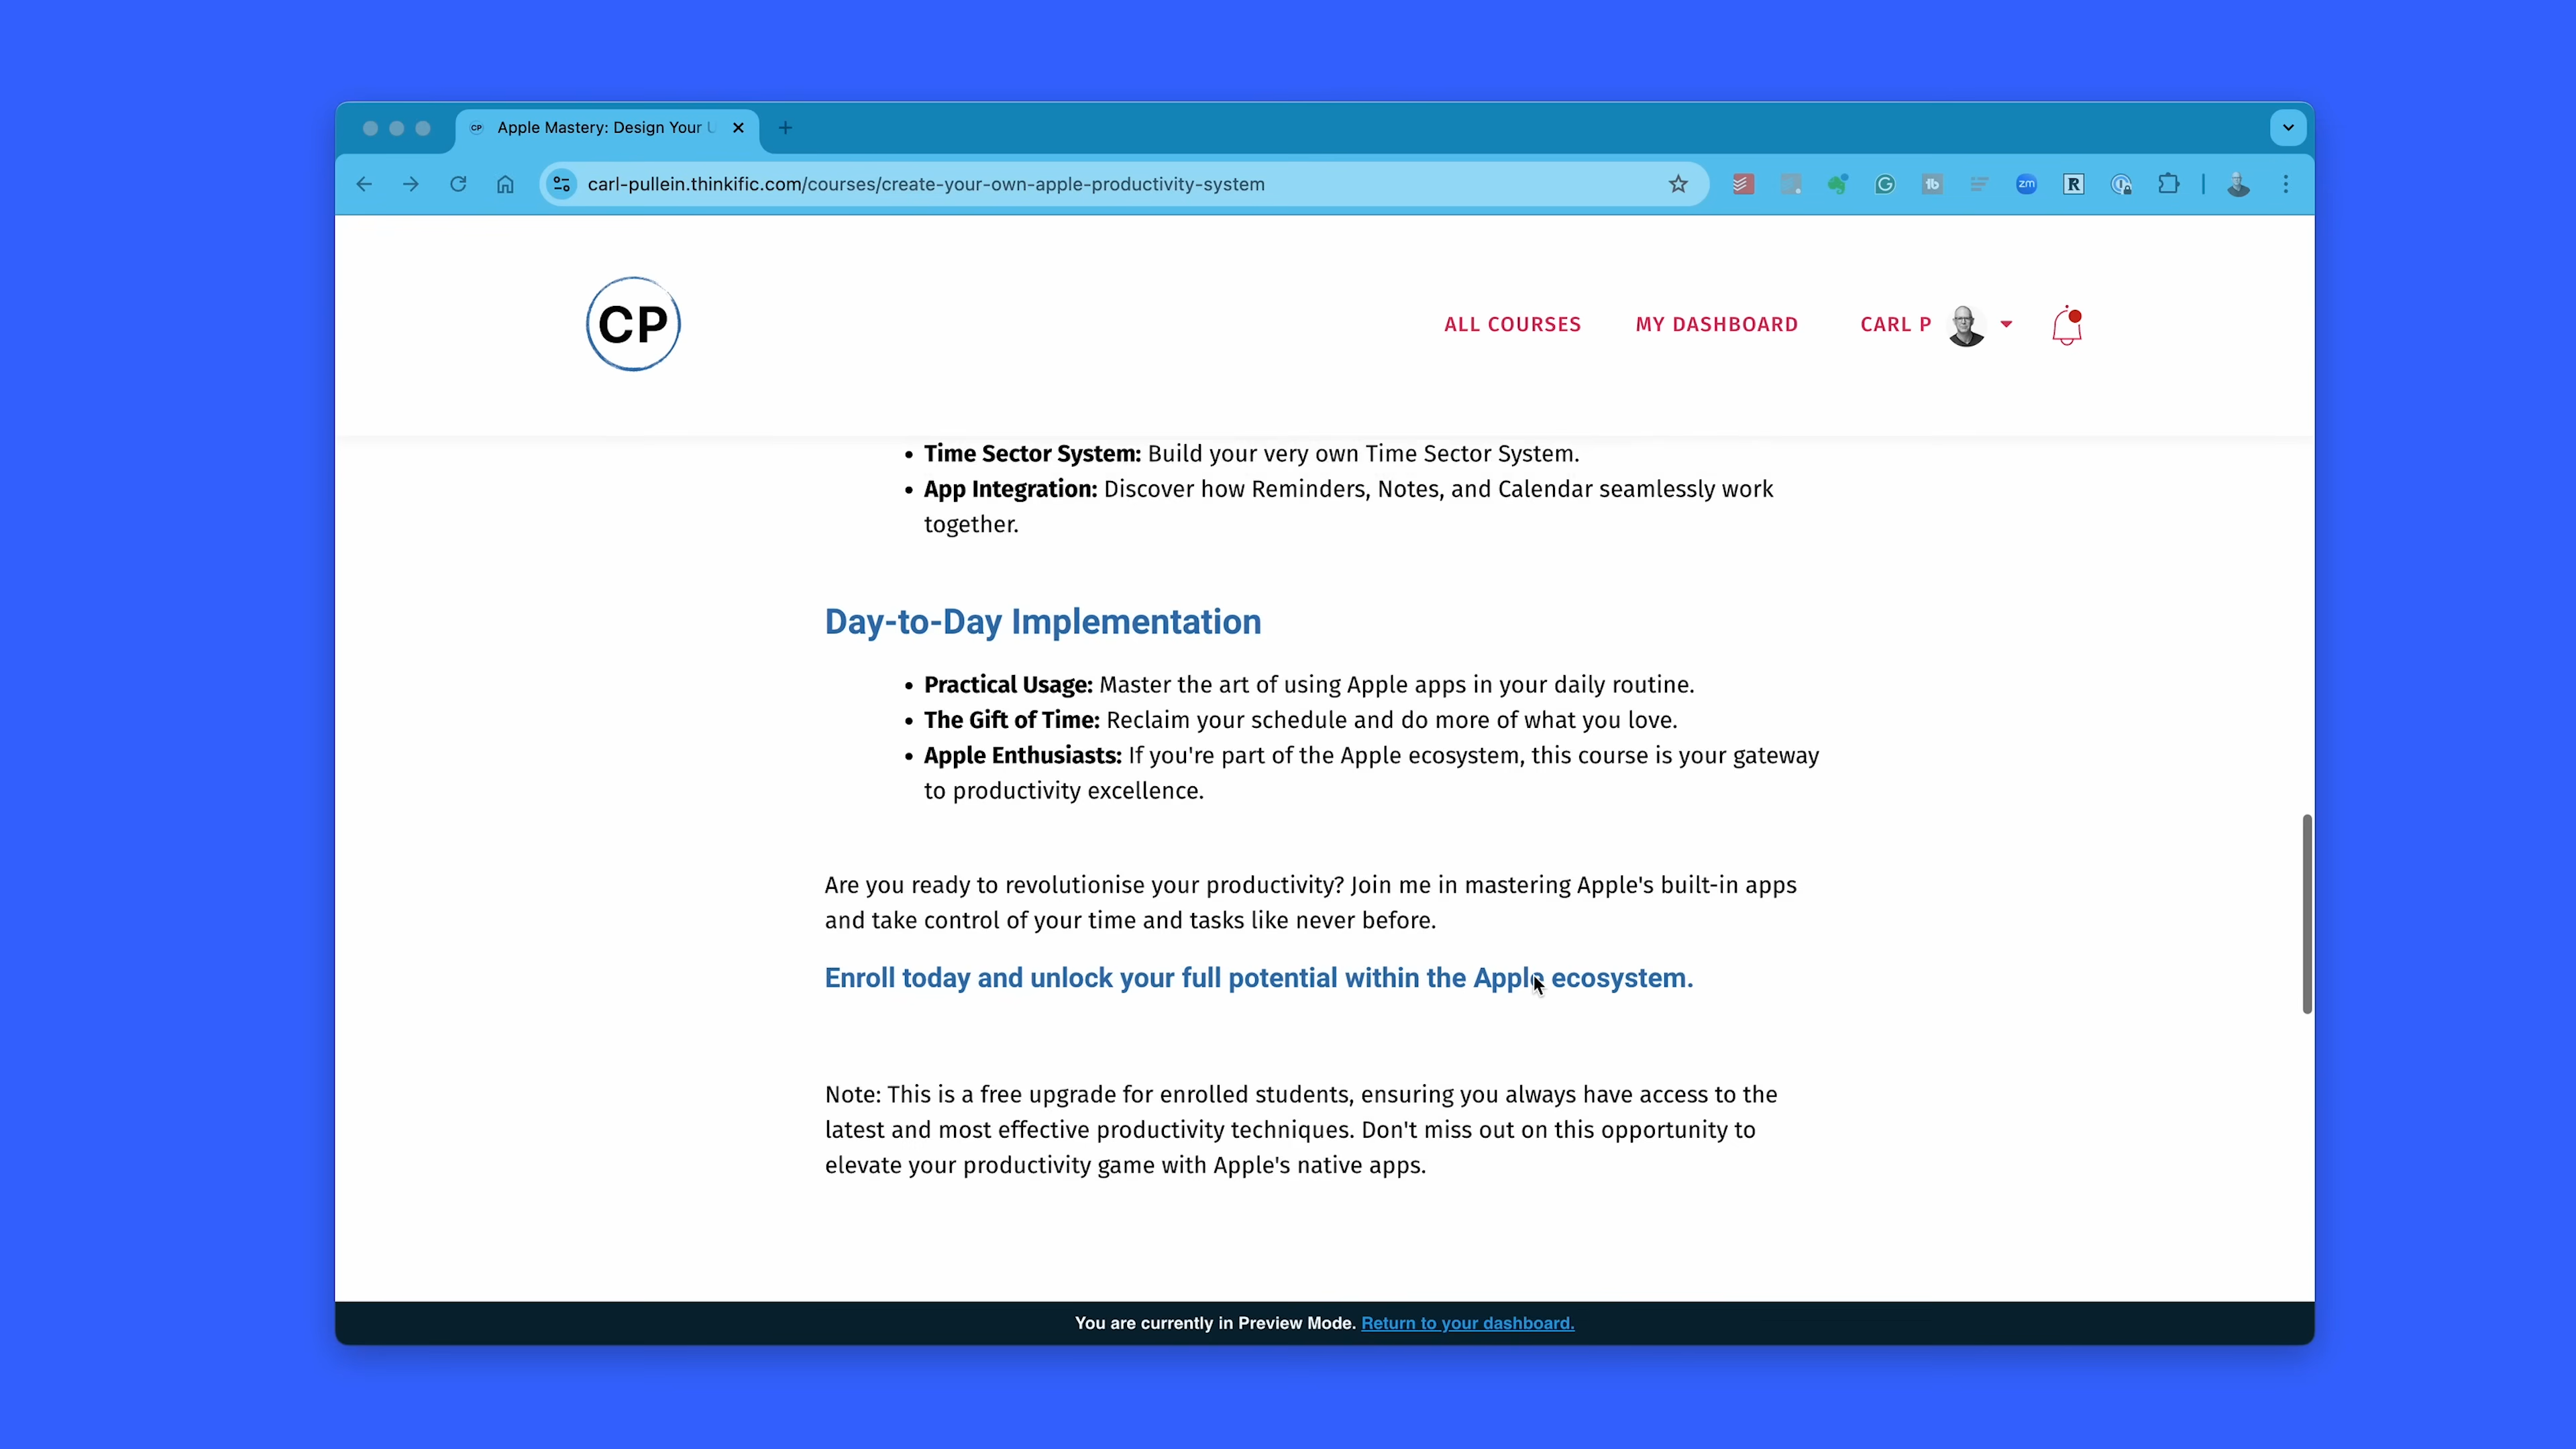 CP
Apple Mastery: Design Your U
carl-pullein.thinkific.com/courses/create-your-own-apple-productivity-system
tb
zm
R
CP
ALL COURSES
MY DASHBOARD
CARL P
• Time Sector System: Build your very own Time Sector System.
• App Integration: Discover how Reminders, Notes, and Calendar seamlessly work
together.
Day-to-Day Implementation
• Practical Usage: Master the art of using Apple apps in your daily routine.
• The Gift of Time: Reclaim your schedule and do more of what you love.
• Apple Enthusiasts: If you're part of the Apple ecosystem, this course is your gateway
to productivity excellence.
Are you ready to revolutionise your productivity? Join me in mastering Apple's built-in apps
and take control of your time and tasks like never before.
Enroll today and unlock your full potential within the Apple ecosystem.
Note: This is a free upgrade for enrolled students, ensuring you always have access to the
latest and most effective productivity techniques. Don't miss out on this opportunity to
elevate your productivity game with Apple's native apps.
You are currently in Preview Mode. Return to your dashboard.